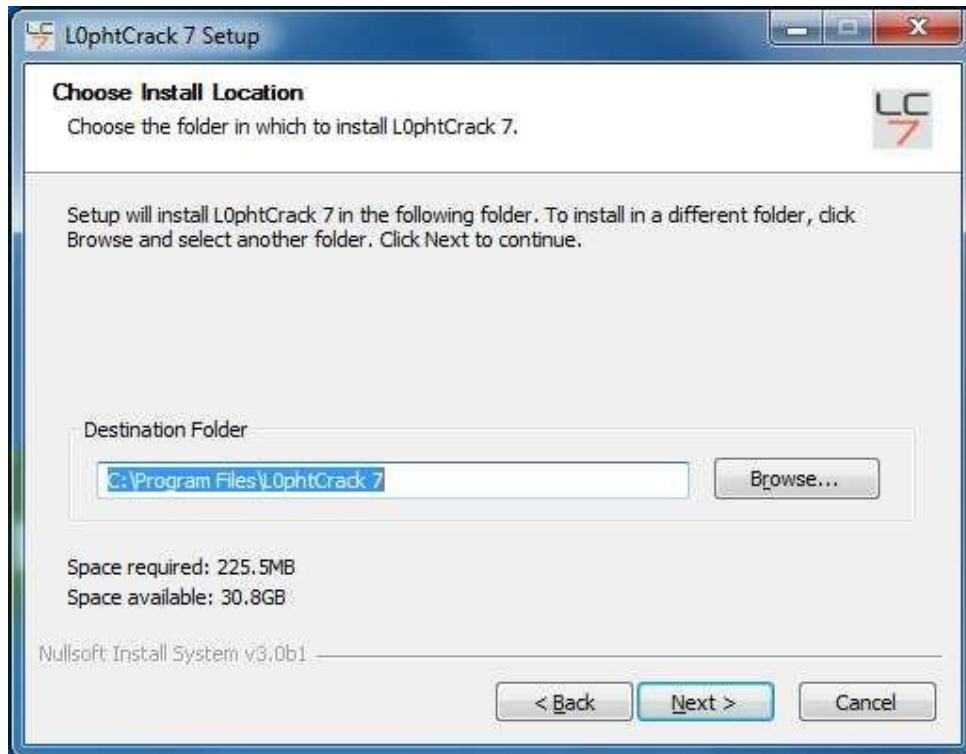 L0phtCrack 7 Setup
Choose Install Location
Choose the folder in which to install L0phtCrack 7.
LC
7
Setup will install L0phtCrack 7 in the following folder. To install in a different folder, click
Browse and select another folder. Click Next to continue.
Destination Folder
C:\Program Files\L0phtCrack 7
Browse...
Space required: 225.5MB
Space available: 30.8GB
Nullsoft Install System v3.0b1
< Back
Next >
Cancel